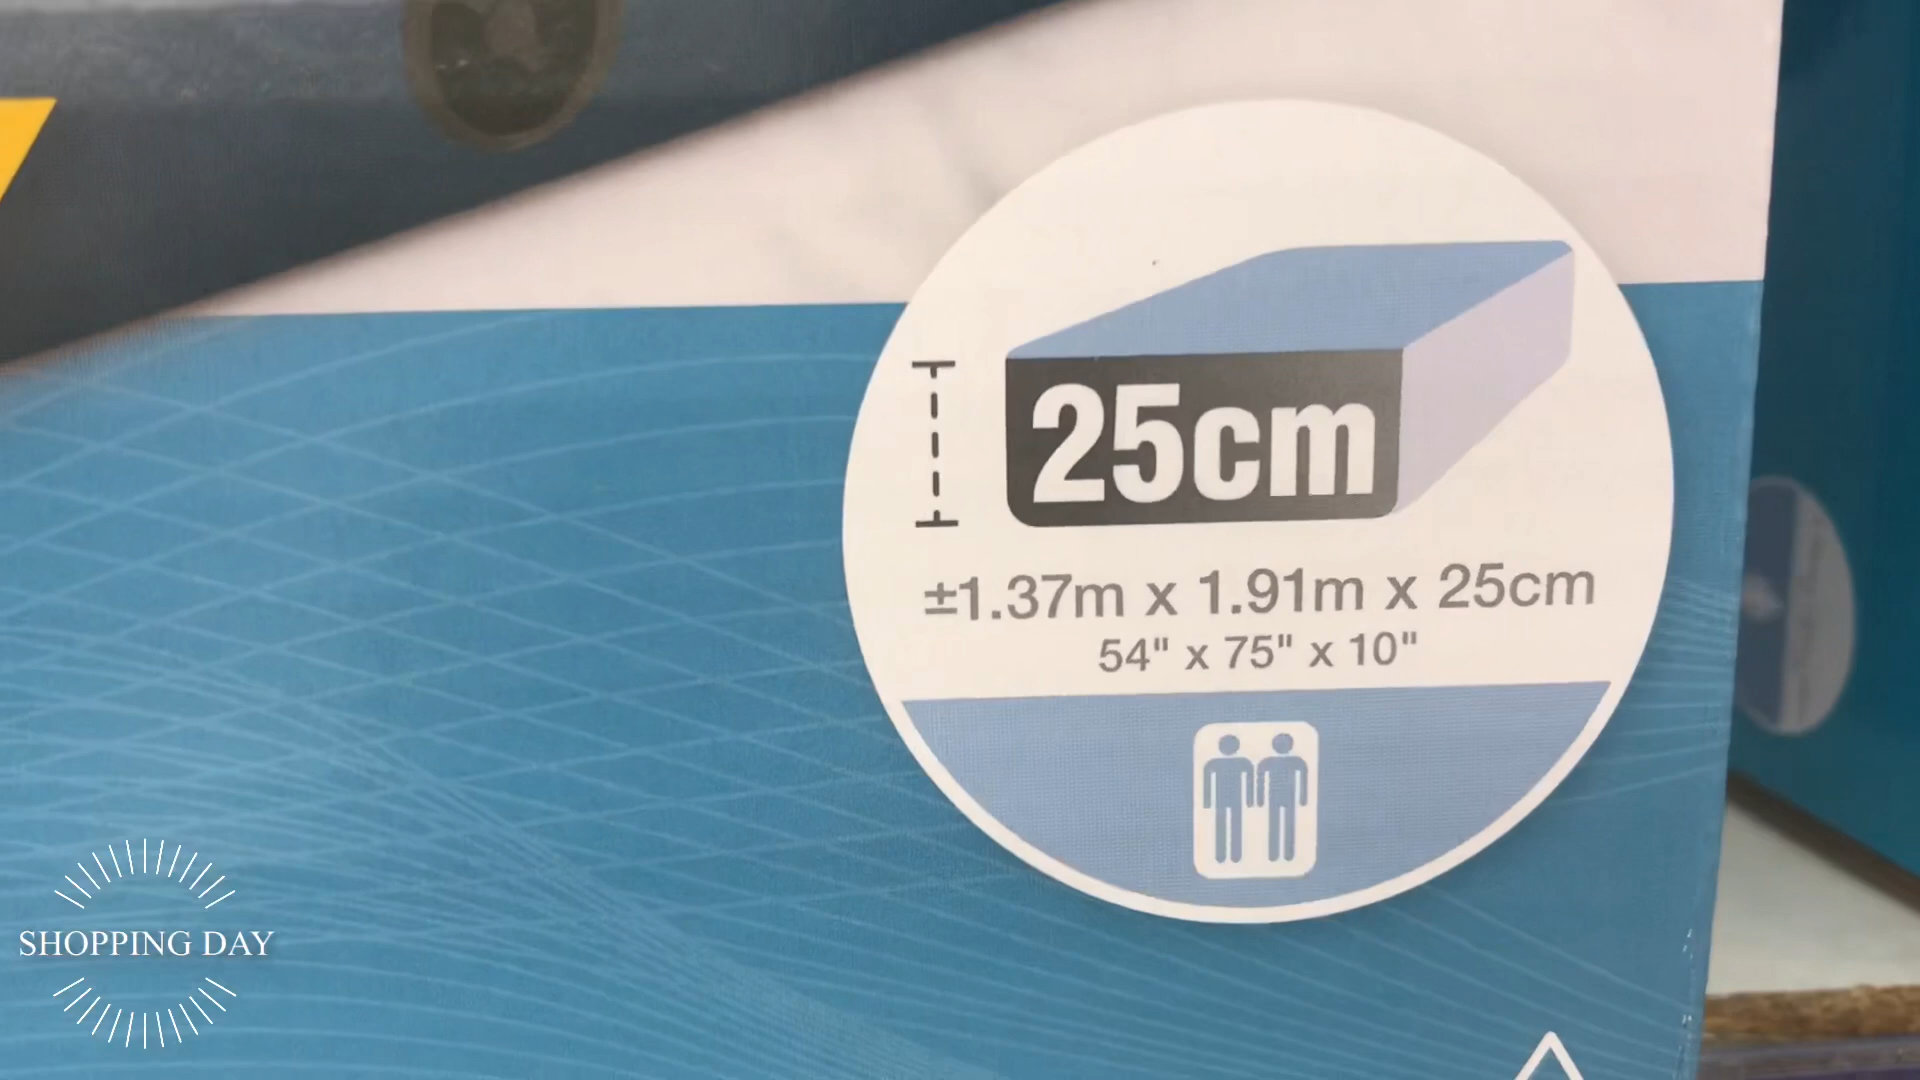 25cm
±1.37m x 1.91m x 25cm
54" x 75" x 10"
SHOPPING DAY